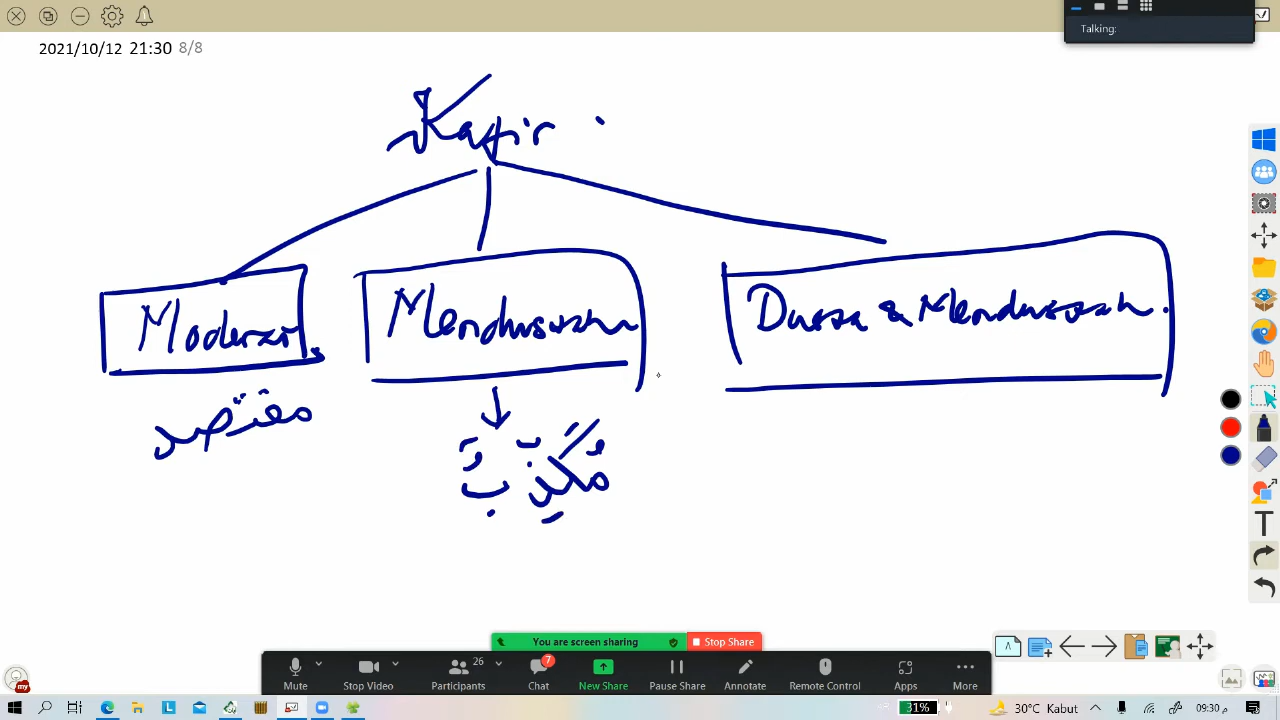 2021/10/12 21:30 8/8
Talking:
Kafir
Moderat
Mendustakan
Dusta & Mendustakan.
مقتصد
مُكَذِّبٌ
T
You are screen sharing
Stop Share
26
7
Mute
Stop Video
Participants
Chat
New Share
Pause Share
Annotate
Remote Control
Apps
More
my
31%
30°C Kabut
09:30 م